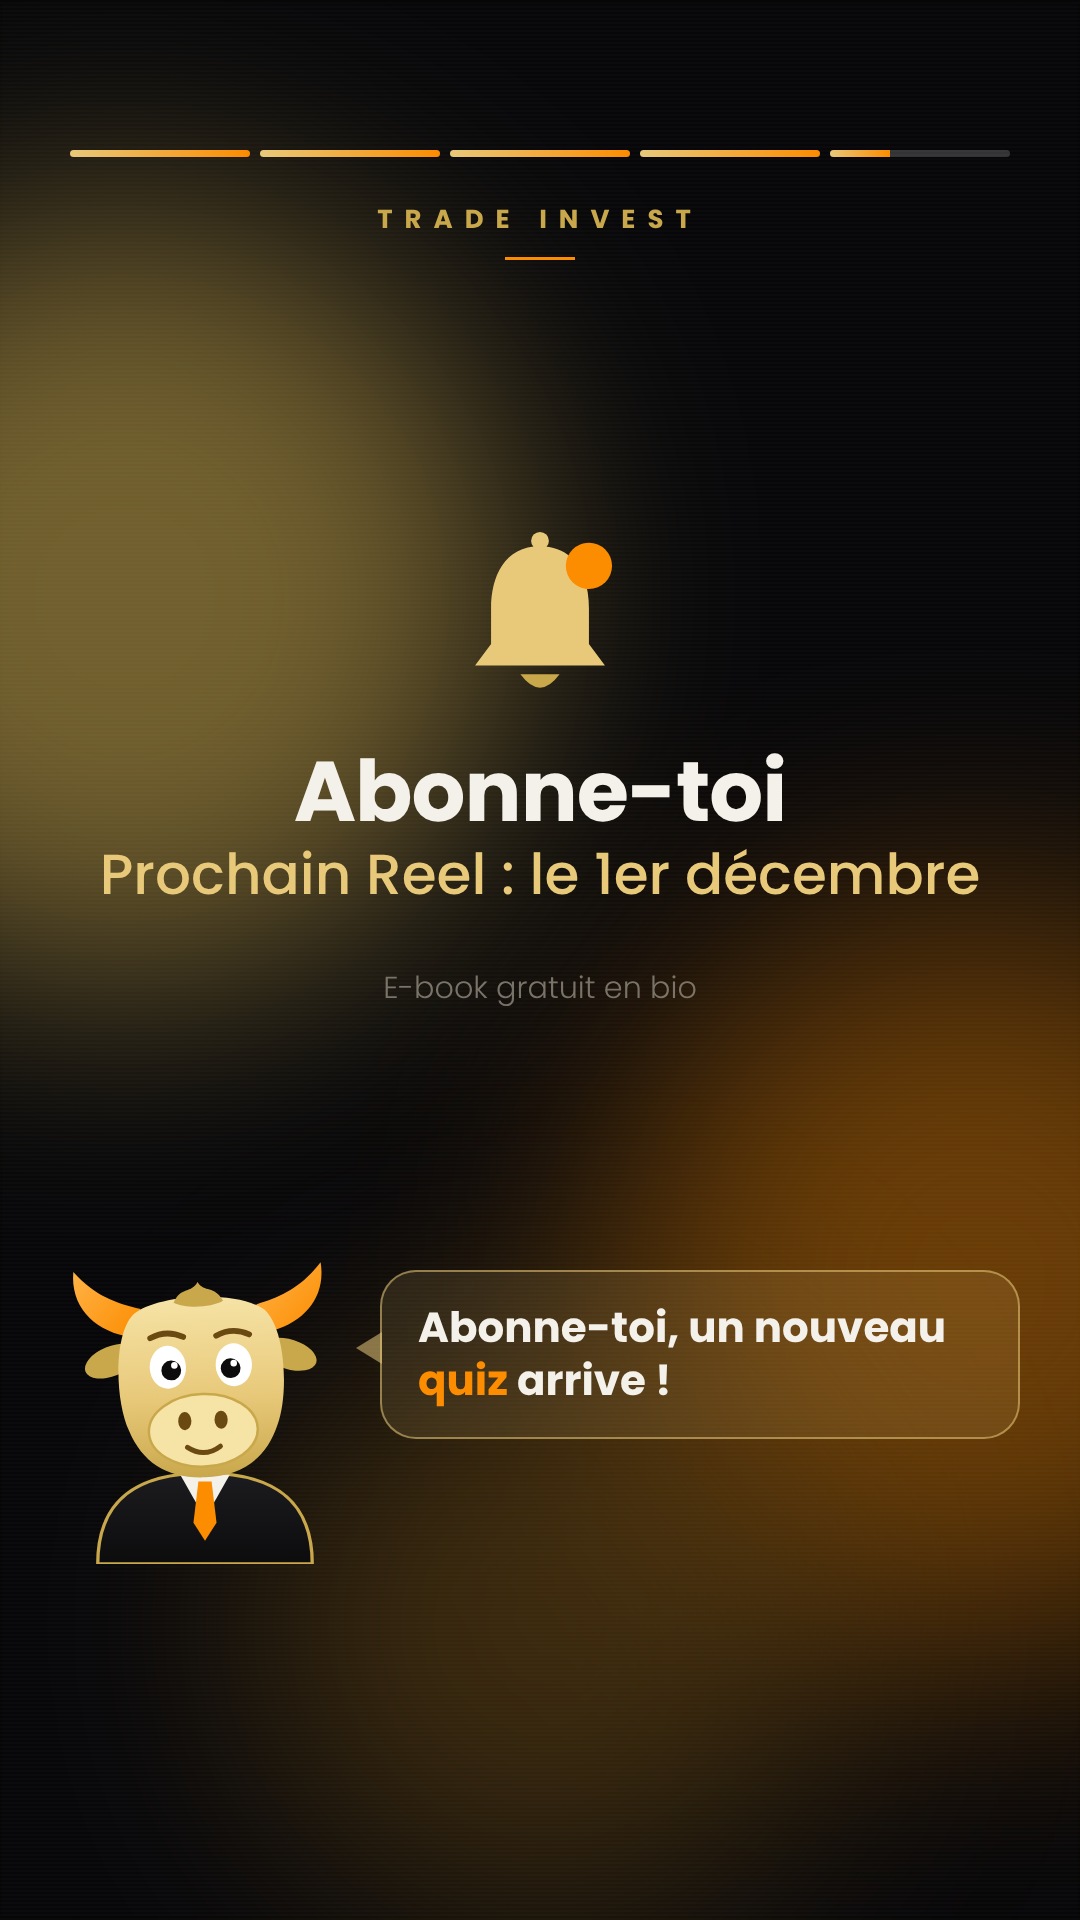 TRADE INVEST
Abonne-toi
Prochain Reel : le 1er décembre
E-book gratuit en bio
Abonne-toi, un nouveau
quiz arrive !